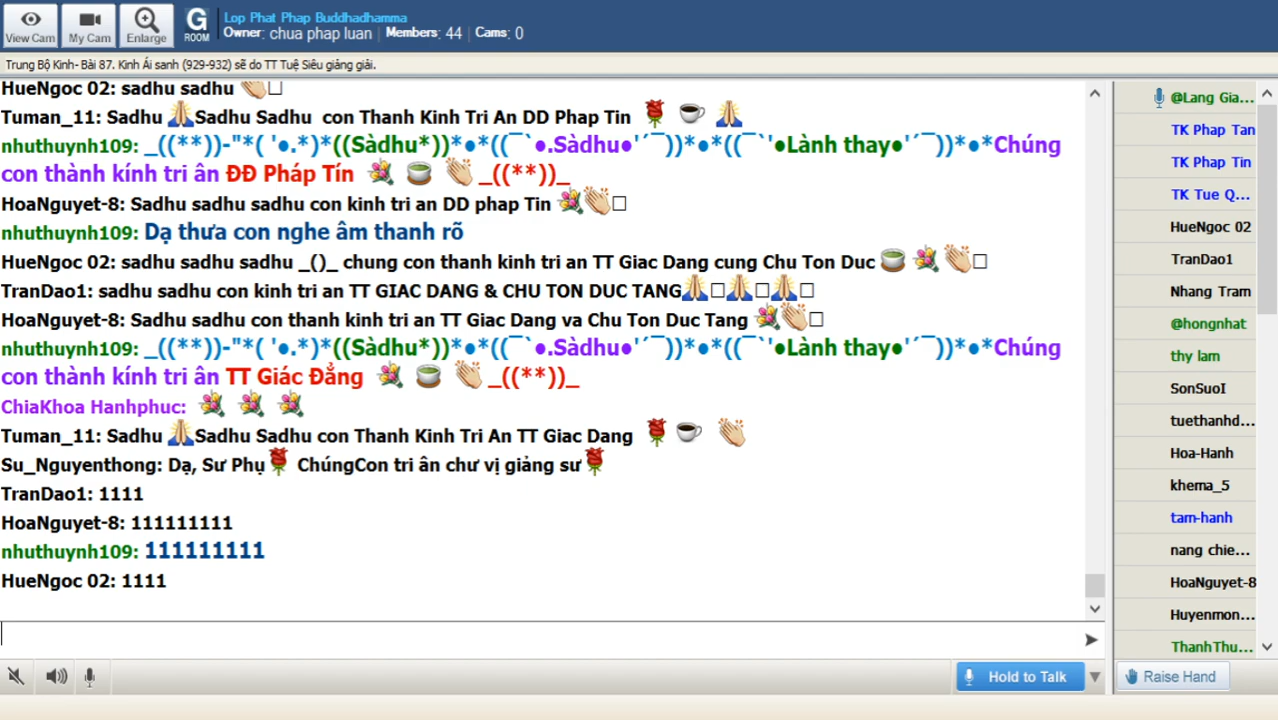 Lop Phat Phap Buddhadhamma
View Cam My Cam Enlarge G ROOM Owner: chua phap luan | Members: 44 | Cams: 0
Trung Bộ Kinh- Bài 87. Kinh Ái sanh (929-932) sẽ do TT Tuệ Siêu giảng giải.
HueNgoc 02: sadhu sadhu 👏□
Tuman_11: Sadhu 🙏Sadhu Sadhu con Thanh Kinh Tri An DD Phap Tin 🌹 ☕ 🙏
nhuthuynh109: _((**))-"*( '●.*)*((Sàdhu*))*●*((¯`●.Sàdhu●'´¯))*●*((¯`'●Lành thay●'´¯))*●*Chúng
con thành kính tri ân ĐĐ Pháp Tín 💐 🍵 👏 _((**))_
HoaNguyet-8: Sadhu sadhu sadhu con kinh tri an DD phap Tin 💐👏□
nhuthuynh109: Dạ thưa con nghe âm thanh rõ
HueNgoc 02: sadhu sadhu sadhu _()_ chung con thanh kinh tri an TT Giac Dang cung Chu Ton Duc 🍵 💐 👏□
TranDao1: sadhu sadhu con kinh tri an TT GIAC DANG & CHU TON DUC TANG🙏□🙏□🙏□
HoaNguyet-8: Sadhu sadhu con thanh kinh tri an TT Giac Dang va Chu Ton Duc Tang 💐👏□
nhuthuynh109: _((**))-"*( '●.*)*((Sàdhu*))*●*((¯`●.Sàdhu●'´¯))*●*((¯`'●Lành thay●'´¯))*●*Chúng
con thành kính tri ân TT Giác Đẳng 💐 🍵 👏 _((**))_
ChiaKhoa Hanhphuc: 💐 💐 💐
Tuman_11: Sadhu 🙏Sadhu Sadhu con Thanh Kinh Tri An TT Giac Dang 🌹 ☕ 👏
Su_Nguyenthong: Dạ, Sư Phụ🌹 ChúngCon tri ân chư vị giảng sư🌹
TranDao1: 1111
HoaNguyet-8: 111111111
nhuthuynh109: 111111111
HueNgoc 02: 1111
@Lang Gia...
TK Phap Tan
TK Phap Tin
TK Tue Q...
HueNgoc 02
TranDao1
Nhang Tram
@hongnhat
thy lam
SonSuoI
tuethanhd...
Hoa-Hanh
khema_5
tam-hanh
nang chie...
HoaNguyet-8
Huyenmon...
ThanhThu...
Hold to Talk
Raise Hand